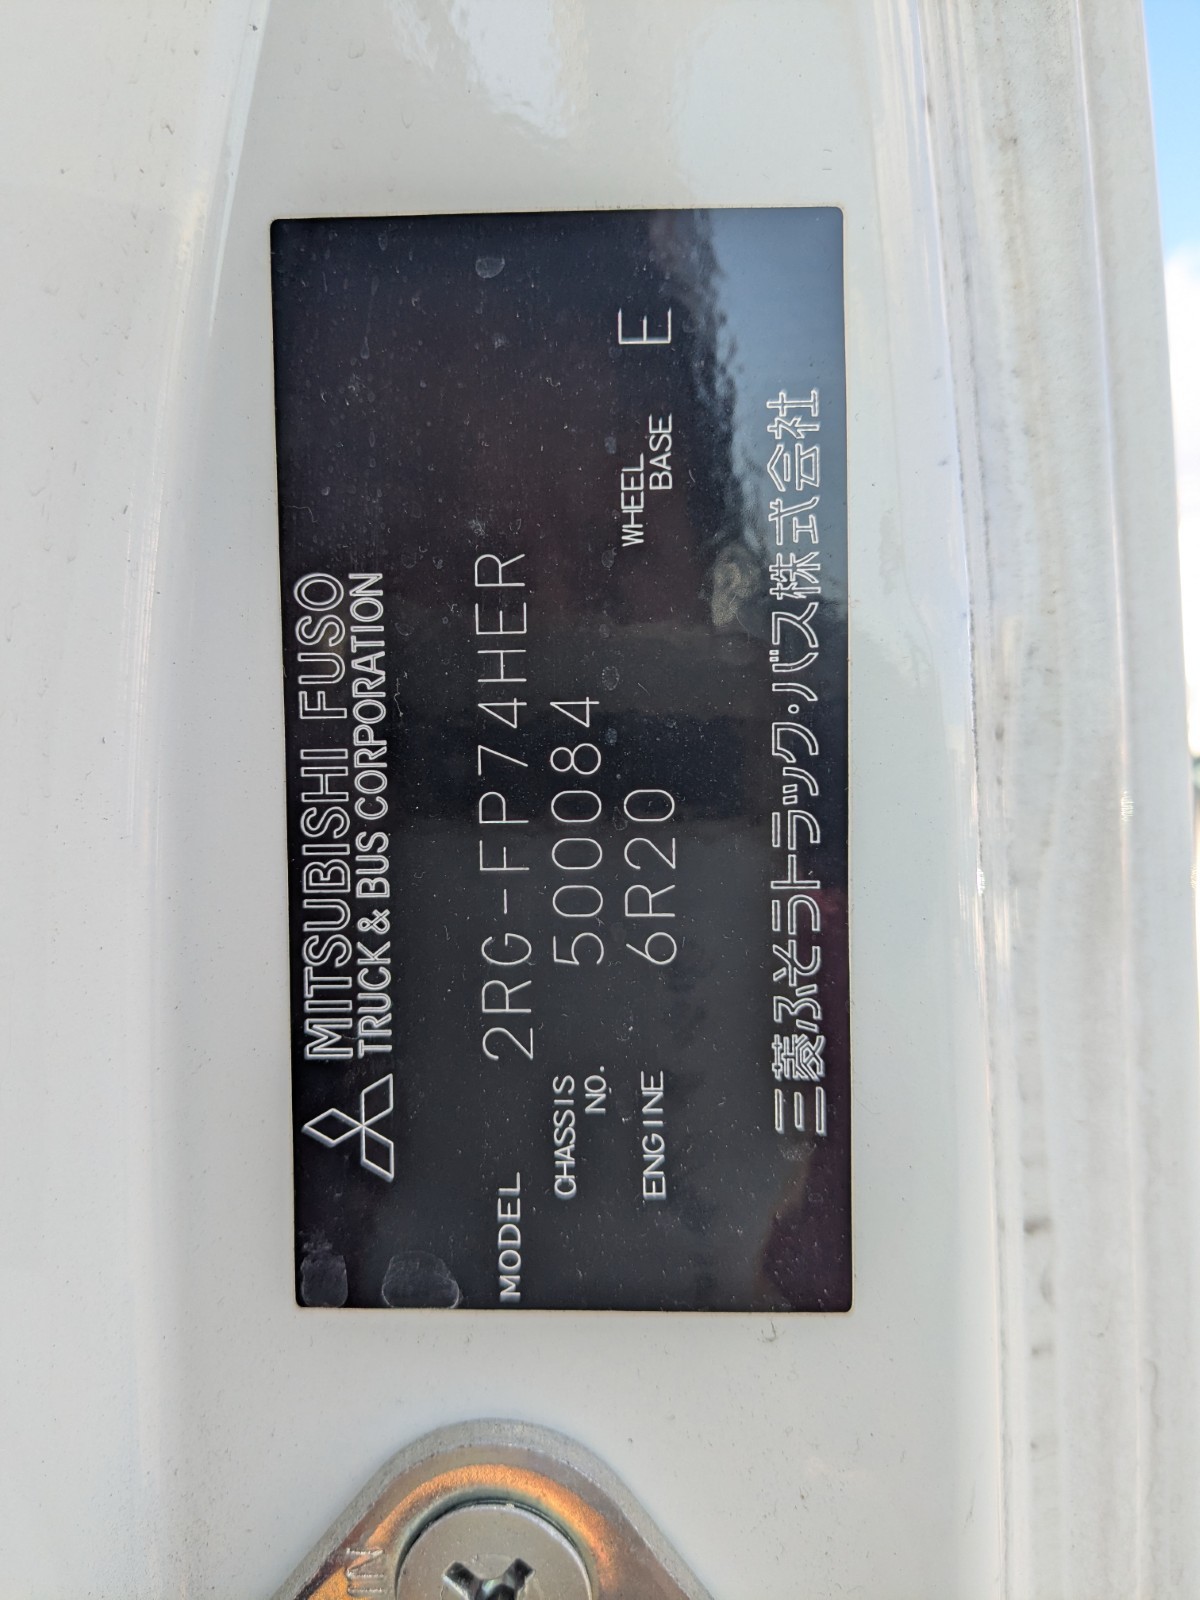 MITSUBISHI FUSO
TRUCK & BUS CORPORATION
MODEL 2RG-FP74HER
CHASSIS NO. 500084
ENGINE 6R20 WHEEL BASE E
三菱ふそうトラック・バス株式会社